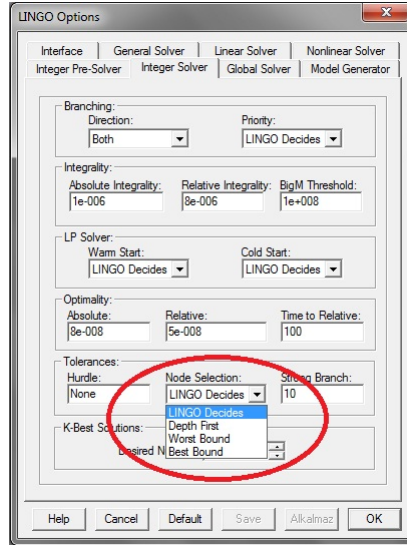 LINGO Options
Interface General Solver Linear Solver Nonlinear Solver
Integer Pre-Solver Integer Solver Global Solver Model Generator
Branching:
Direction: Priority:
Both LINGO Decides
Integrality:
Absolute Integrality: Relative Integrality: BigM Threshold:
1e-006 8e-006 1e+008
LP Solver:
Warm Start: Cold Start:
LINGO Decides LINGO Decides
Optimality:
Absolute: Relative: Time to Relative:
8e-008 5e-008 100
Tolerances:
Hurdle: Node Selection: Strong Branch:
None LINGO Decides 10
LINGO Decides
Depth First
Worst Bound
Best Bound
K-Best Solutions:
Desired
Help Cancel Default Save Alkalmaz OK